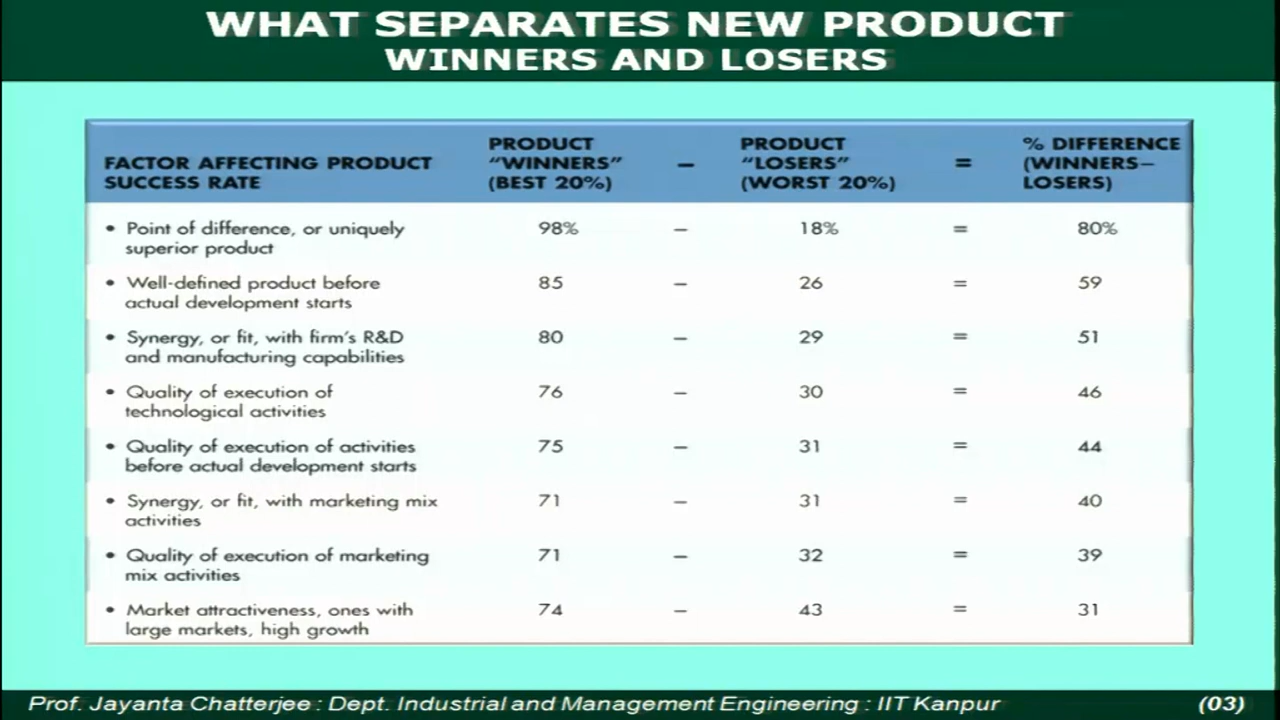 WHAT SEPARATES NEW PRODUCT
WINNERS AND LOSERS
FACTOR AFFECTING PRODUCT
SUCCESS RATE
PRODUCT
"WINNERS"
(BEST 20%)
–
PRODUCT
"LOSERS"
(WORST 20%)
=
% DIFFERENCE
(WINNERS–
LOSERS)
• Point of difference, or uniquely 98% – 18% = 80%
superior product
• Well-defined product before 85 – 26 = 59
actual development starts
• Synergy, or fit, with firm's R&D 80 – 29 = 51
and manufacturing capabilities
• Quality of execution of 76 – 30 = 46
technological activities
• Quality of execution of activities 75 – 31 = 44
before actual development starts
• Synergy, or fit, with marketing mix 71 – 31 = 40
activities
• Quality of execution of marketing 71 – 32 = 39
mix activities
• Market attractiveness, ones with 74 – 43 = 31
large markets, high growth
Prof. Jayanta Chatterjee : Dept. Industrial and Management Engineering : IIT Kanpur (03)